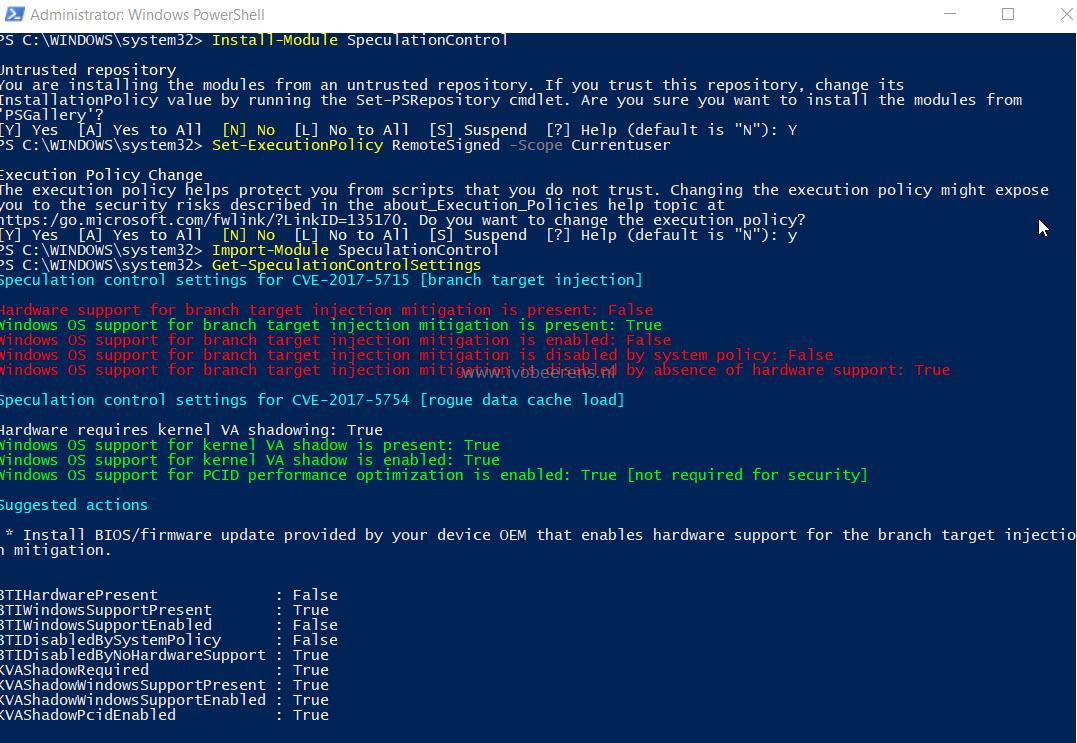 Administrator: Windows PowerShell
PS C:\WINDOWS\system32> Install-Module SpeculationControl
Untrusted repository
You are installing the modules from an untrusted repository. If you trust this repository, change its
InstallationPolicy value by running the Set-PSRepository cmdlet. Are you sure you want to install the modules from
'PSGallery'?
[Y] Yes  [A] Yes to All  [N] No  [L] No to All  [S] Suspend  [?] Help (default is "N"): Y
PS C:\WINDOWS\system32> Set-ExecutionPolicy RemoteSigned -Scope Currentuser
Execution Policy Change
The execution policy helps protect you from scripts that you do not trust. Changing the execution policy might expose
you to the security risks described in the about_Execution_Policies help topic at
https:/go.microsoft.com/fwlink/?LinkID=135170. Do you want to change the execution policy?
[Y] Yes  [A] Yes to All  [N] No  [L] No to All  [S] Suspend  [?] Help (default is "N"): y
PS C:\WINDOWS\system32> Import-Module SpeculationControl
PS C:\WINDOWS\system32> Get-SpeculationControlSettings
Speculation control settings for CVE-2017-5715 [branch target injection]
Hardware support for branch target injection mitigation is present: False
Windows OS support for branch target injection mitigation is present: True
Windows OS support for branch target injection mitigation is enabled: False
Windows OS support for branch target injection mitigation is disabled by system policy: False
Windows OS support for branch target injection mitigation is disabled by absence of hardware support: True
www.ivobeerens.nl
Speculation control settings for CVE-2017-5754 [rogue data cache load]
Hardware requires kernel VA shadowing: True
Windows OS support for kernel VA shadow is present: True
Windows OS support for kernel VA shadow is enabled: True
Windows OS support for PCID performance optimization is enabled: True [not required for security]
Suggested actions
* Install BIOS/firmware update provided by your device OEM that enables hardware support for the branch target injectio
n mitigation.
BTIHardwarePresent             : False
BTIWindowsSupportPresent       : True
BTIWindowsSupportEnabled       : False
BTIDisabledBySystemPolicy      : False
BTIDisabledByNoHardwareSupport : True
KVAShadowRequired              : True
KVAShadowWindowsSupportPresent : True
KVAShadowWindowsSupportEnabled : True
KVAShadowPcidEnabled           : True